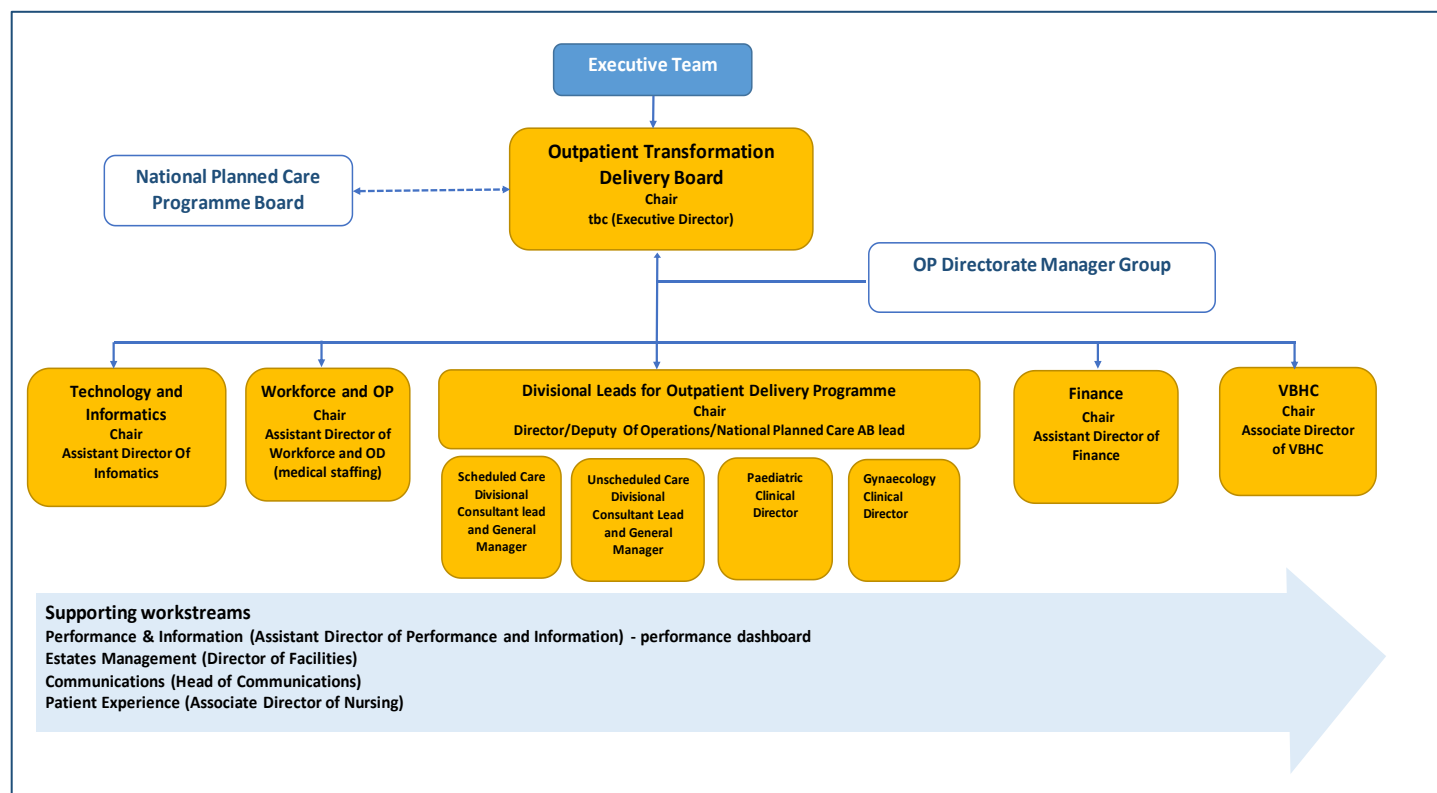 Executive Team
Outpatient Transformation
Delivery Board
Chair
tbc (Executive Director)
National Planned Care
Programme Board
OP Directorate Manager Group
Technology and
Informatics
Chair
Assistant Director Of
Infomatics
Workforce and OP
Chair
Assistant Director of
Workforce and OD
(medical staffing)
Divisional Leads for Outpatient Delivery Programme
Chair
Director/Deputy Of Operations/National Planned Care AB lead
Scheduled Care
Divisional
Consultant lead
and General
Manager
Unscheduled Care
Divisional
Consultant Lead
and General
Manager
Paediatric
Clinical
Director
Gynaecology
Clinical
Director
Finance
Chair
Assistant Director of
Finance
VBHC
Chair
Associate Director
of VBHC
Supporting workstreams
Performance & Information (Assistant Director of Performance and Information) - performance dashboard
Estates Management (Director of Facilities)
Communications (Head of Communications)
Patient Experience (Associate Director of Nursing)